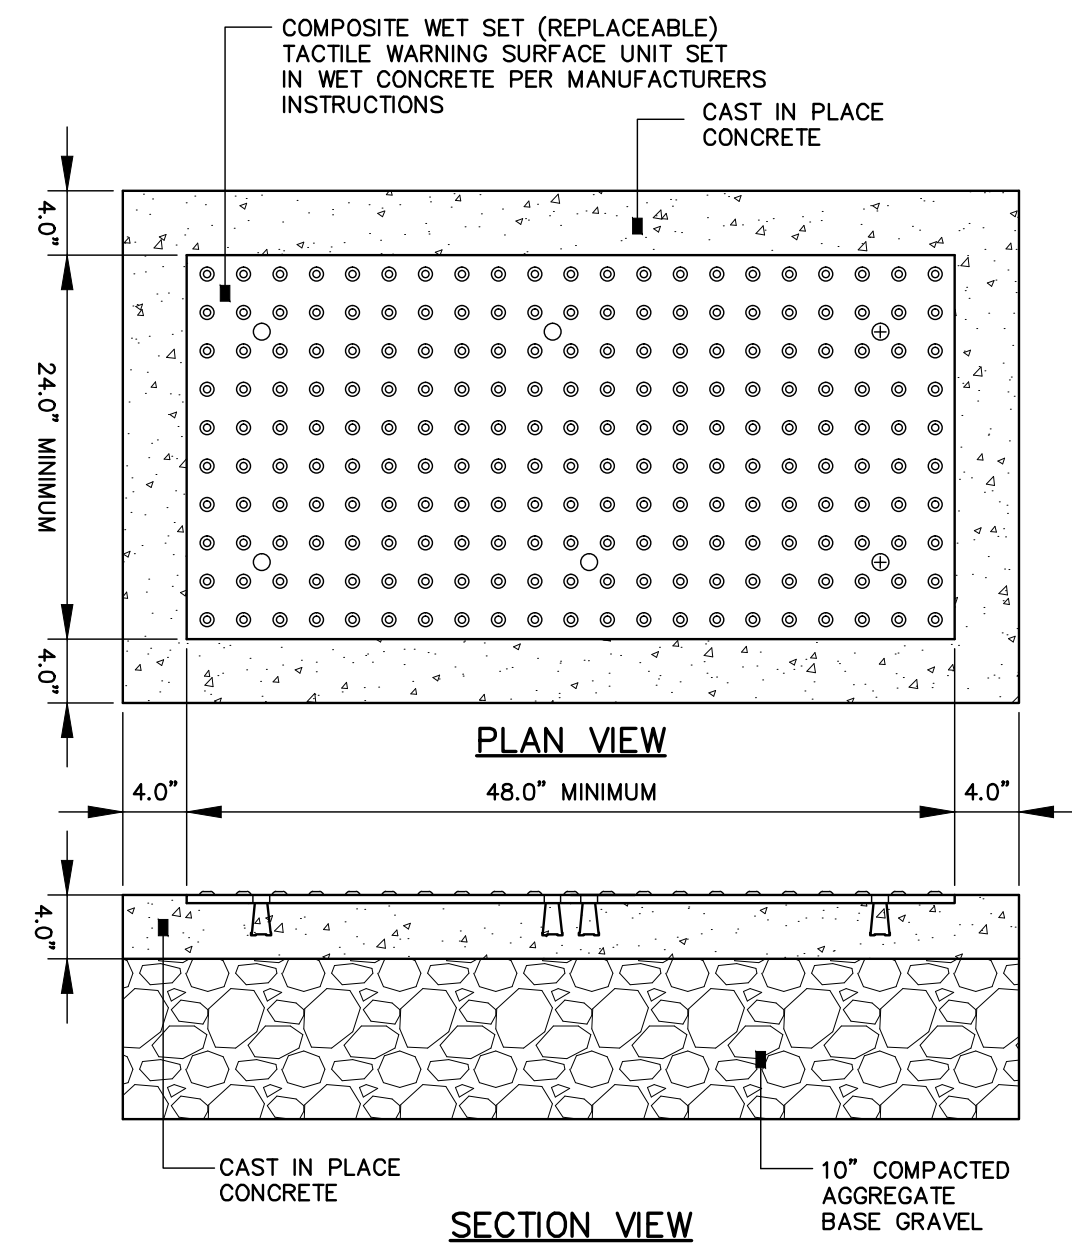 COMPOSITE WET SET (REPLACEABLE)
TACTILE WARNING SURFACE UNIT SET
IN WET CONCRETE PER MANUFACTURERS
INSTRUCTIONS
CAST IN PLACE
CONCRETE
4.0"
24.0" MINIMUM
4.0"
PLAN VIEW
4.0"
48.0" MINIMUM
4.0"
4.0"
CAST IN PLACE
CONCRETE
10" COMPACTED
AGGREGATE
BASE GRAVEL
SECTION VIEW